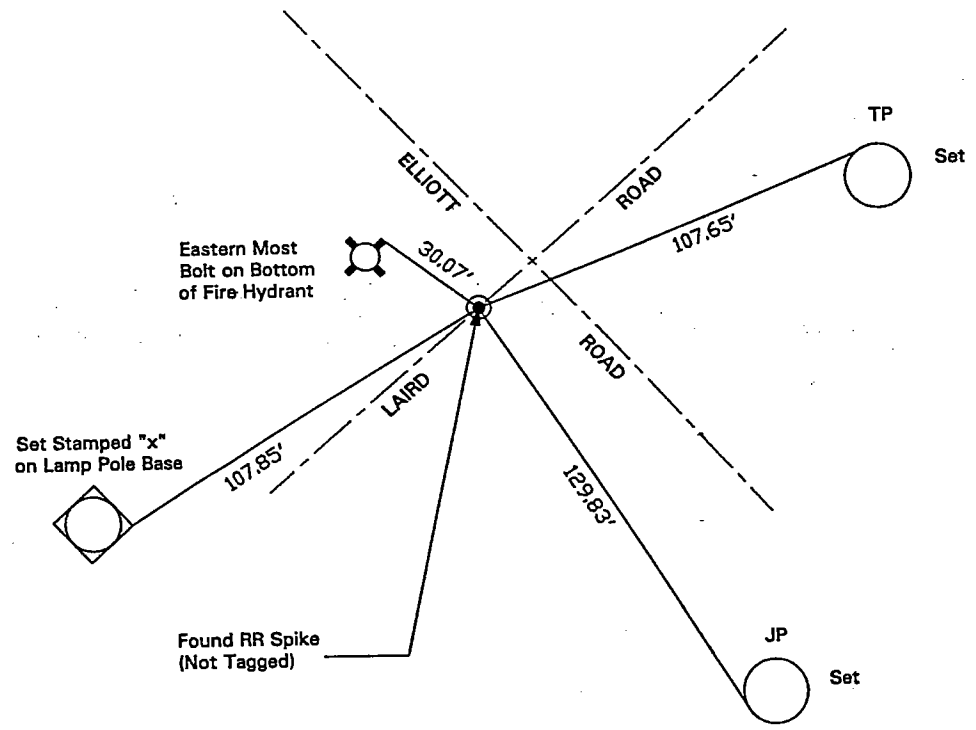 TP
Set
ELLIOTT
ROAD
107.65'
Eastern Most
Bolt on Bottom
of Fire Hydrant
30.07'
ROAD
LAIRD
Set Stamped "x"
on Lamp Pole Base
107.85'
129.83'
Found RR Spike
(Not Tagged)
JP
Set